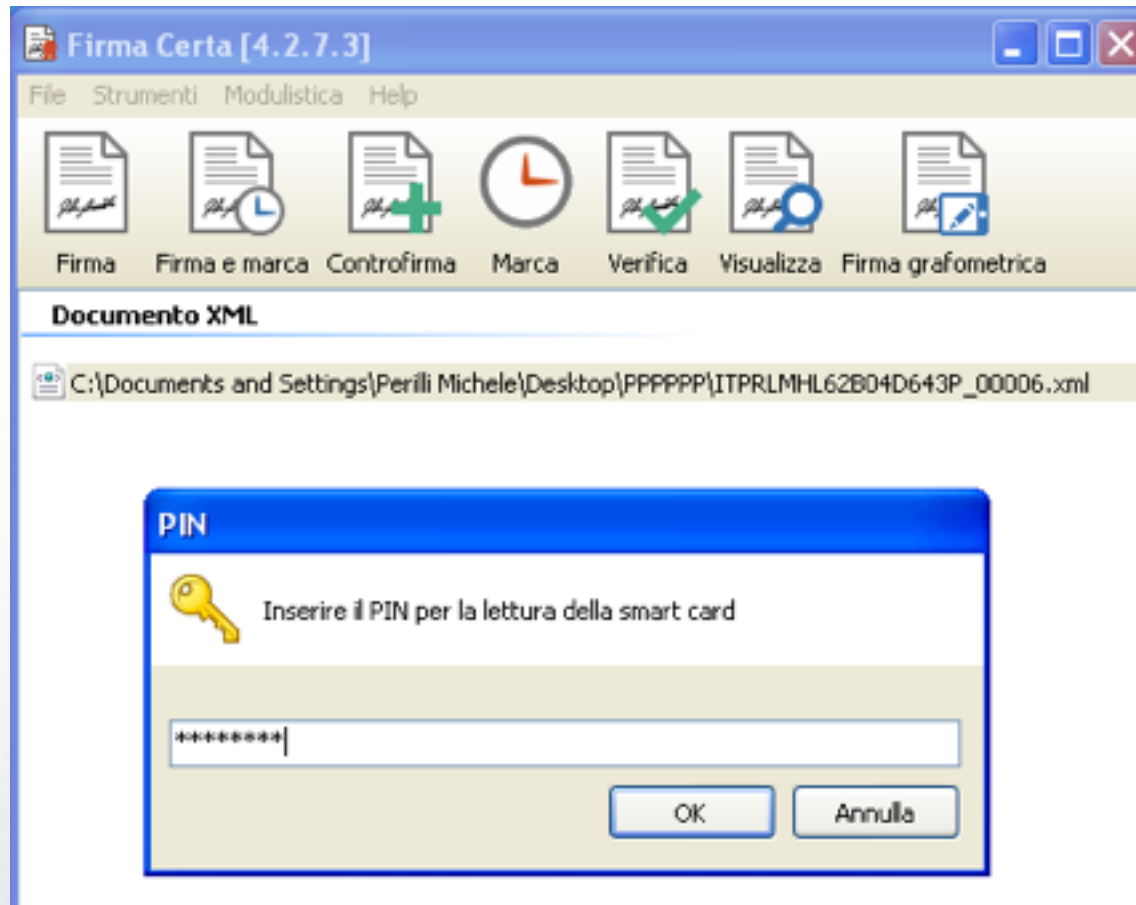 Firma Certa [4.2.7.3]
File Strumenti Modulistica Help
Firma Firma e marca Controfirma Marca Verifica Visualizza Firma grafometrica
Documento XML
C:\Documents and Settings\Perilli Michele\Desktop\PPPPPP\ITPRLMHL62B04D643P_00006.xml
PIN
Inserire il PIN per la lettura della smart card
********
OK Annulla